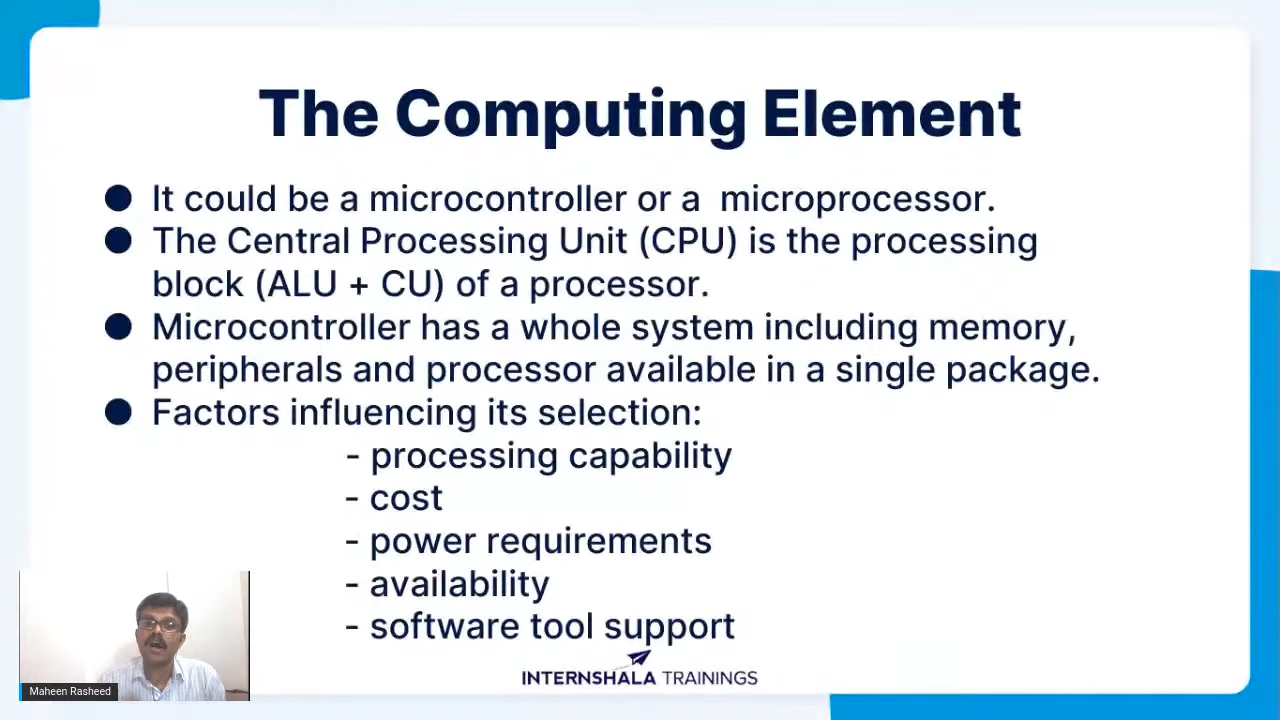 The Computing Element
● It could be a microcontroller or a  microprocessor.
● The Central Processing Unit (CPU) is the processing
block (ALU + CU) of a processor.
● Microcontroller has a whole system including memory,
peripherals and processor available in a single package.
● Factors influencing its selection:
- processing capability
- cost
- power requirements
- availability
- software tool support
INTERNSHALA TRAININGS
Maheen Rasheed